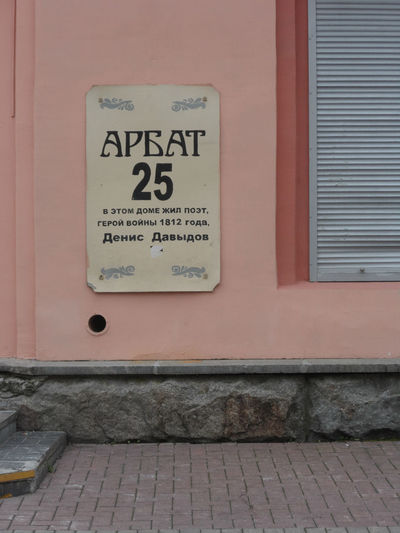 АРБАТ
25
В ЭТОМ ДОМЕ ЖИЛ ПОЭТ,
ГЕРОЙ ВОЙНЫ 1812 года,
Денис Давыдов